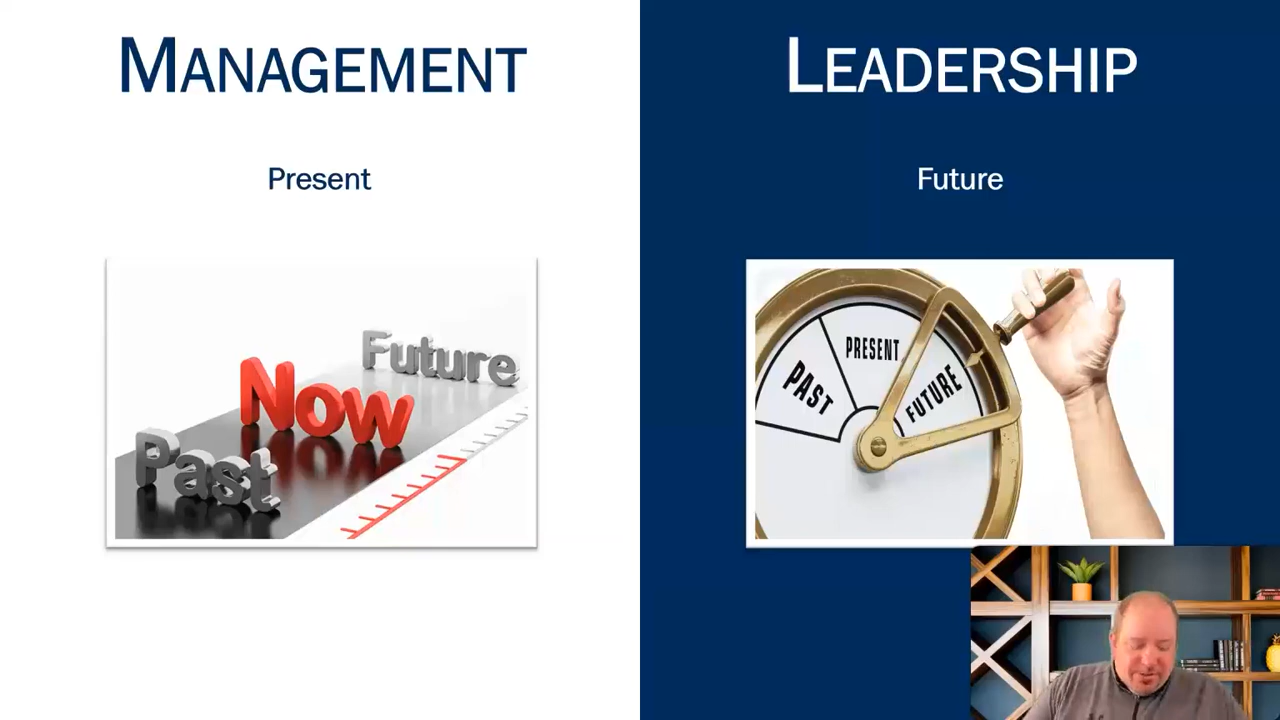 MANAGEMENT
Present
Past
Now
Future
LEADERSHIP
Future
PAST
PRESENT
FUTURE